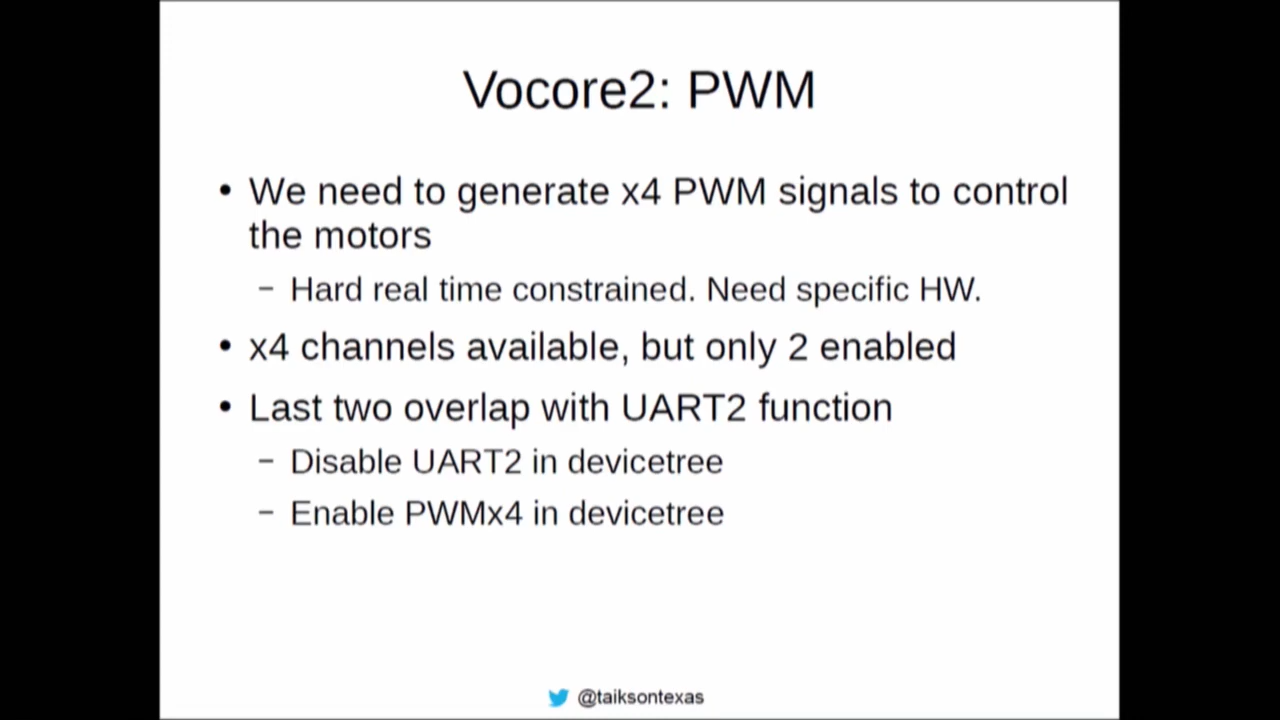 Vocore2: PWM
• We need to generate x4 PWM signals to control
the motors
– Hard real time constrained. Need specific HW.
• x4 channels available, but only 2 enabled
• Last two overlap with UART2 function
– Disable UART2 in devicetree
– Enable PWMx4 in devicetree
@taiksontexas